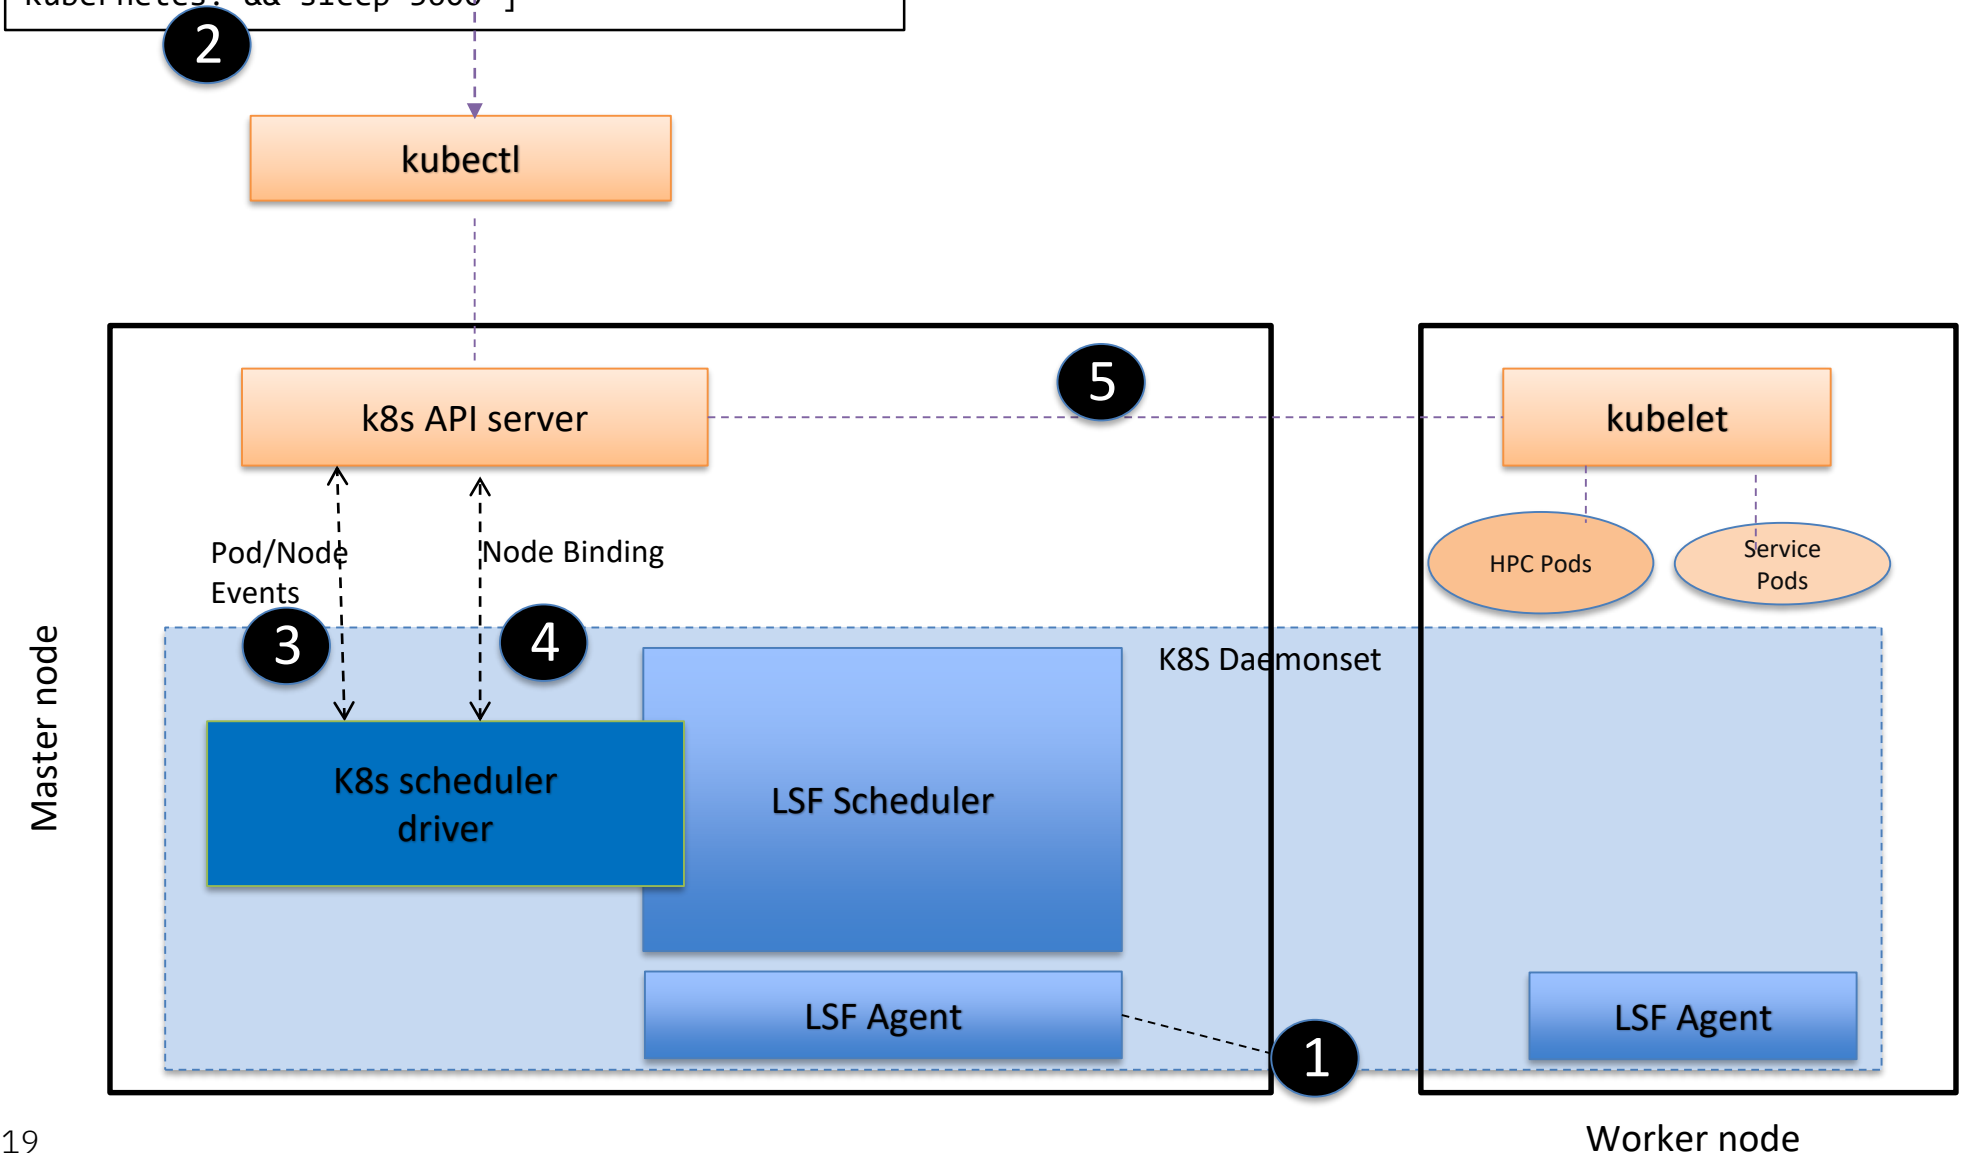 2
kubectl
5
k8s API server
kubelet
Pod/Node
Events
Node Binding
HPC Pods
Service
Pods
3
4
K8S Daemonset
Master node
K8s scheduler
driver
LSF Scheduler
LSF Agent
LSF Agent
1
19
Worker node